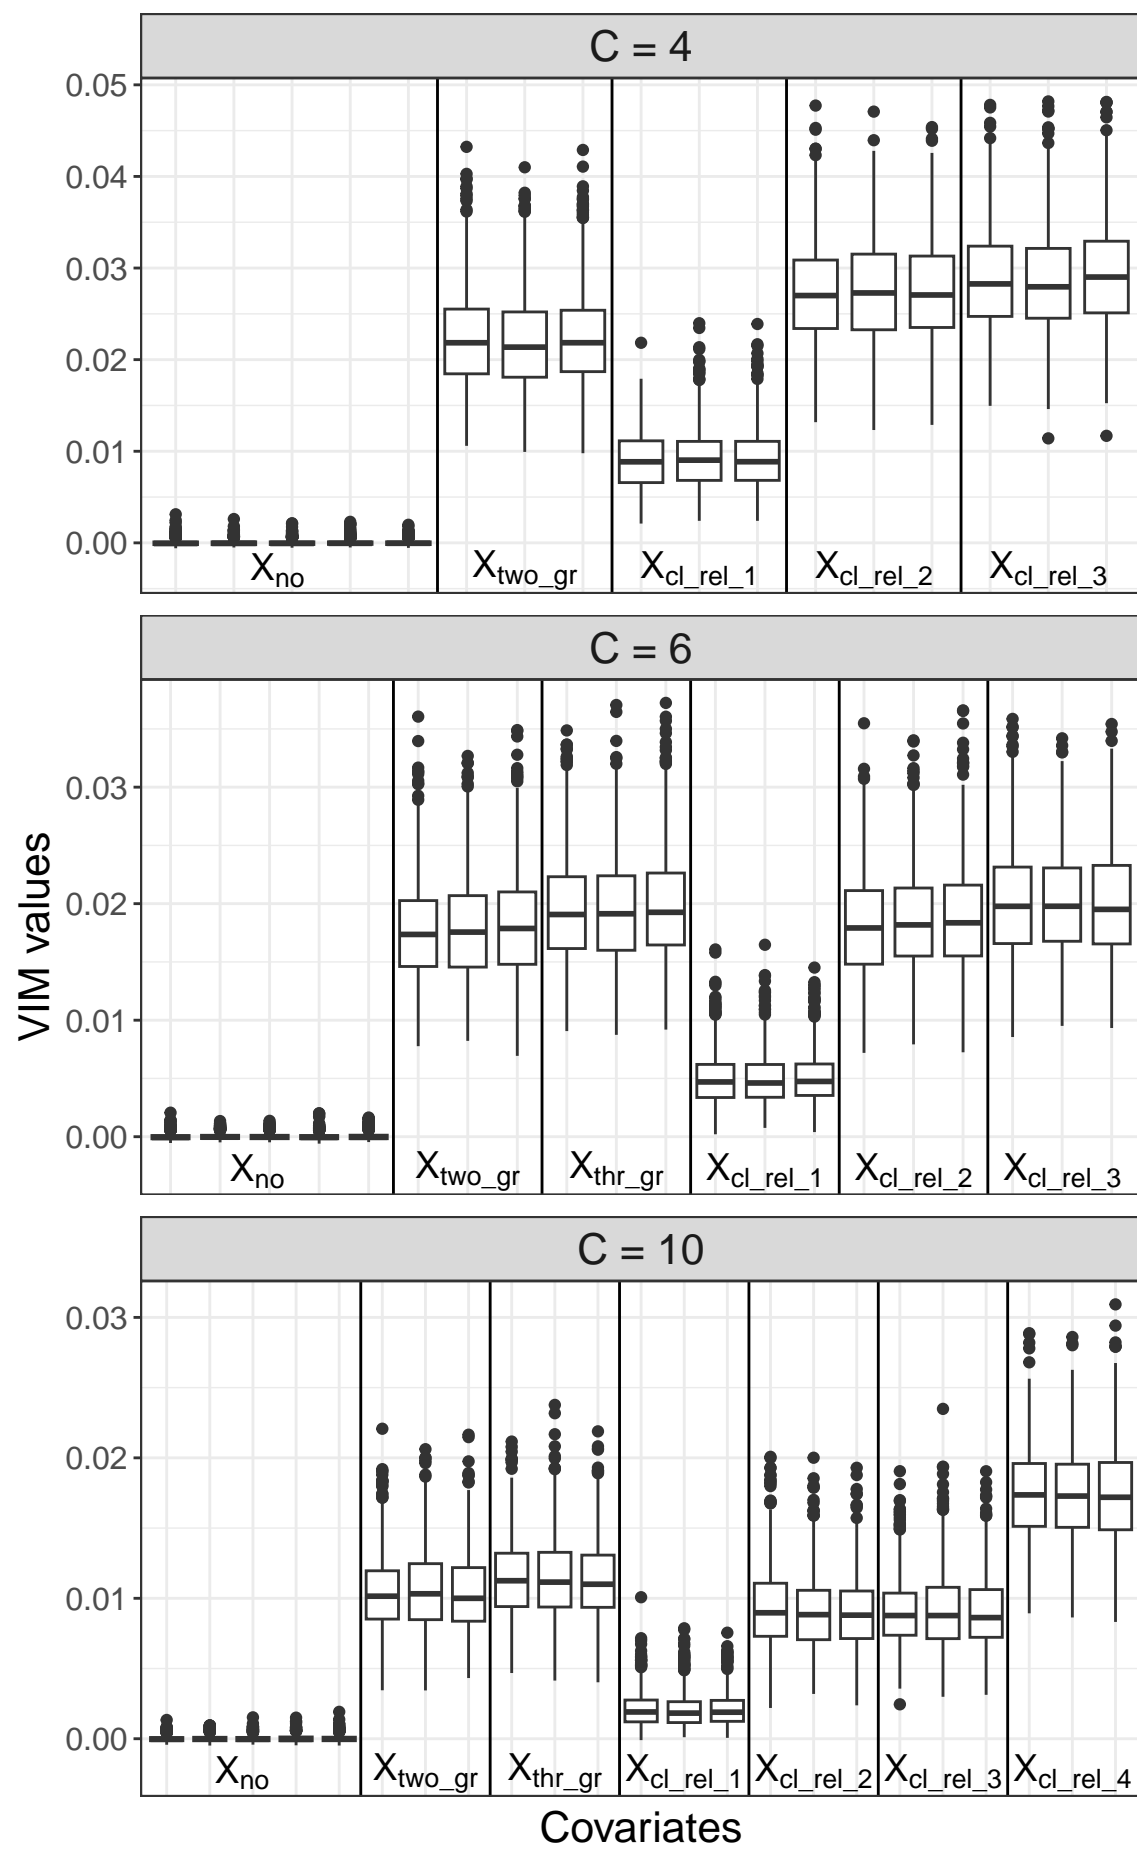 C = 4
0.05
0.04
0.03
0.02
0.01
0.00
Xno
Xtwo_gr
Xcl_rel_1
Xcl_rel_2
Xcl_rel_3
C = 6
VIM values
0.03
0.02
0.01
0.00
Xno
Xtwo_gr
Xthr_gr
Xcl_rel_1
Xcl_rel_2
Xcl_rel_3
C = 10
0.03
0.02
0.01
0.00
Xno
Xtwo_gr
Xthr_gr
Xcl_rel_1
Xcl_rel_2
Xcl_rel_3
Xcl_rel_4
Covariates